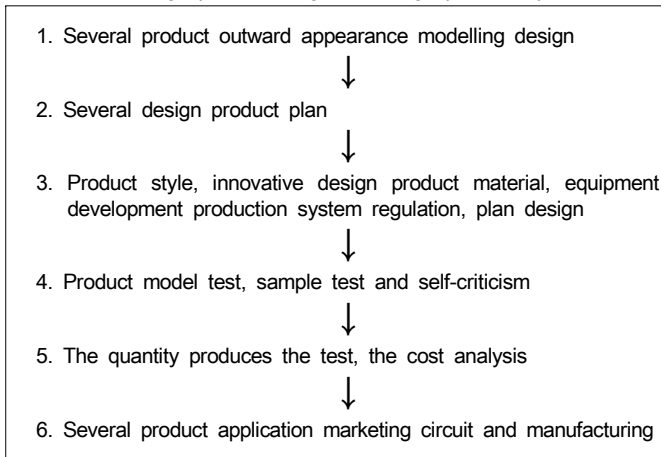 1. Several product outward appearance modelling design
2. Several design product plan
3. Product style, innovative design product material, equipment
development production system regulation, plan design
4. Product model test, sample test and self-criticism
5. The quantity produces the test, the cost analysis
6. Several product application marketing circuit and manufacturing